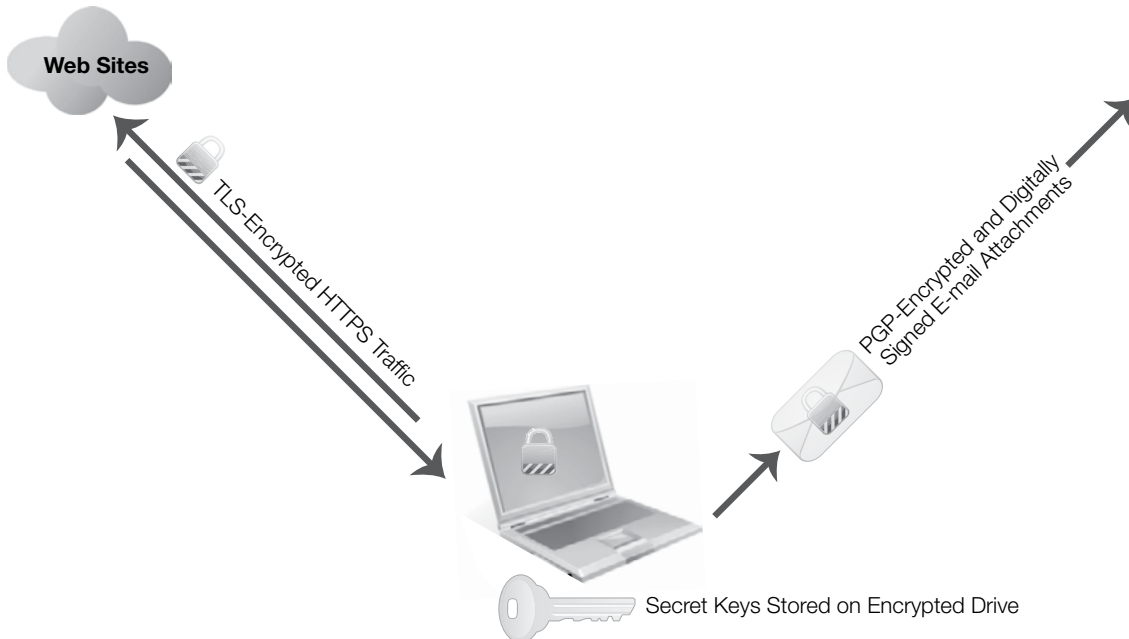 Web Sites
TLS-Encrypted HTTPS Traffic
PGP-Encrypted and Digitally
Signed E-mail Attachments
Secret Keys Stored on Encrypted Drive